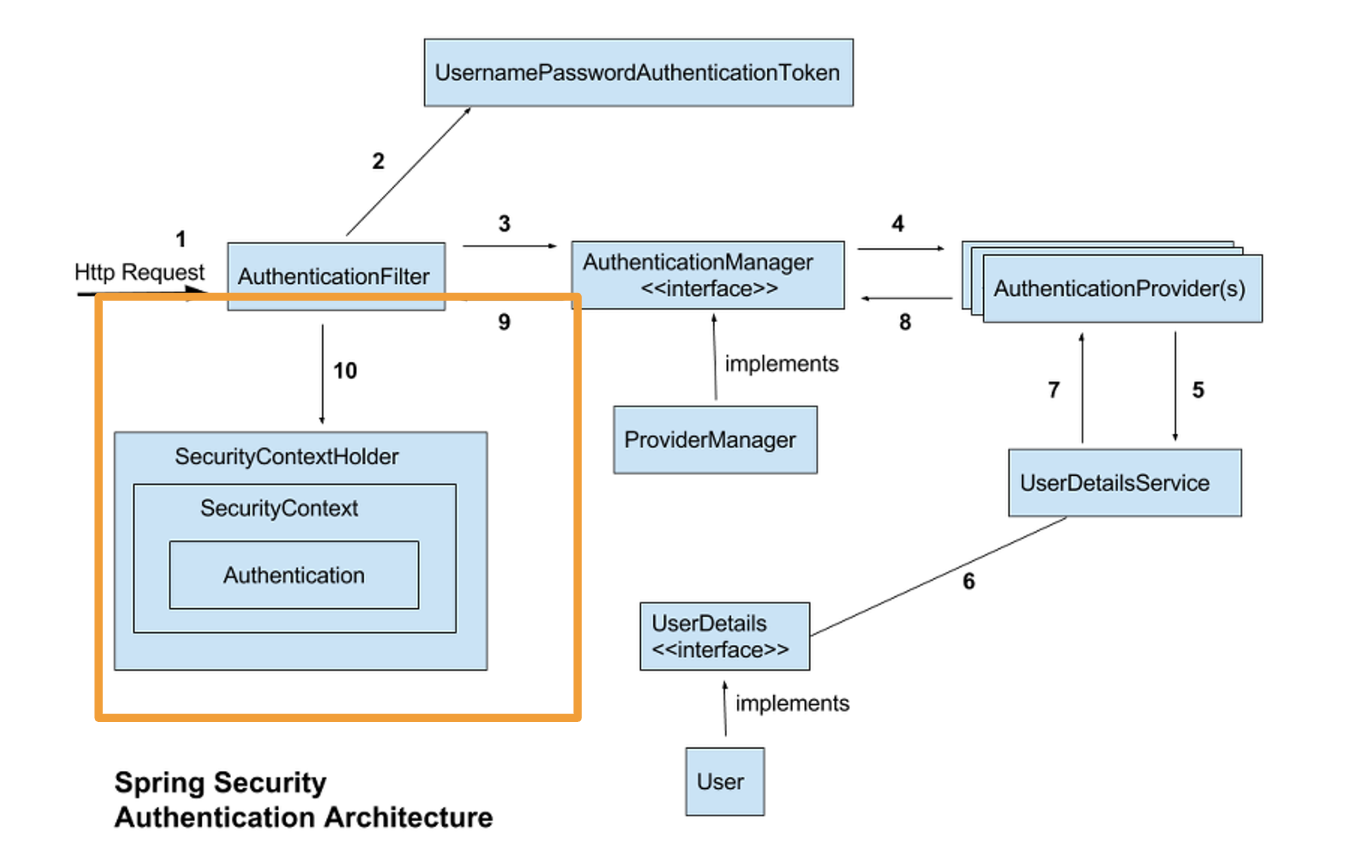 UsernamePasswordAuthenticationToken
2
1
Http Request
AuthenticationFilter
3
AuthenticationManager
<<interface>>
4
AuthenticationProvider(s)
9
8
10
implements
ProviderManager
7
5
UserDetailsService
SecurityContextHolder
SecurityContext
Authentication
6
UserDetails
<<interface>>
implements
User
Spring Security
Authentication Architecture